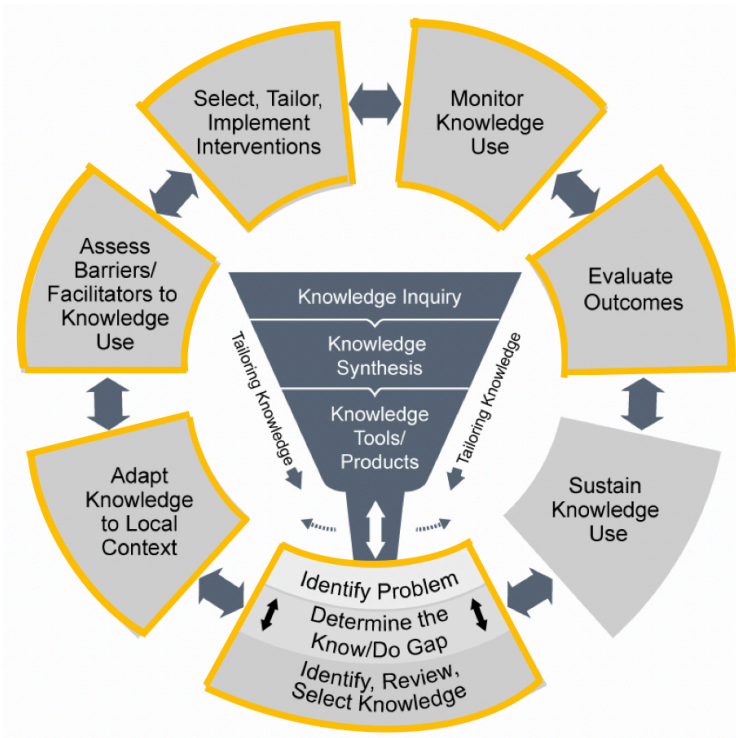 Select, Tailor,
Implement
Interventions
Monitor
Knowledge
Use
Assess
Barriers/
Facilitators to
Knowledge
Use
Evaluate
Outcomes
Knowledge Inquiry
Knowledge
Synthesis
Knowledge
Tools/
Products
Tailoring Knowledge
Tailoring Knowledge
Adapt
Knowledge
to Local
Context
Sustain
Knowledge
Use
Identify Problem
Determine the
Know/Do Gap
Identify, Review,
Select Knowledge